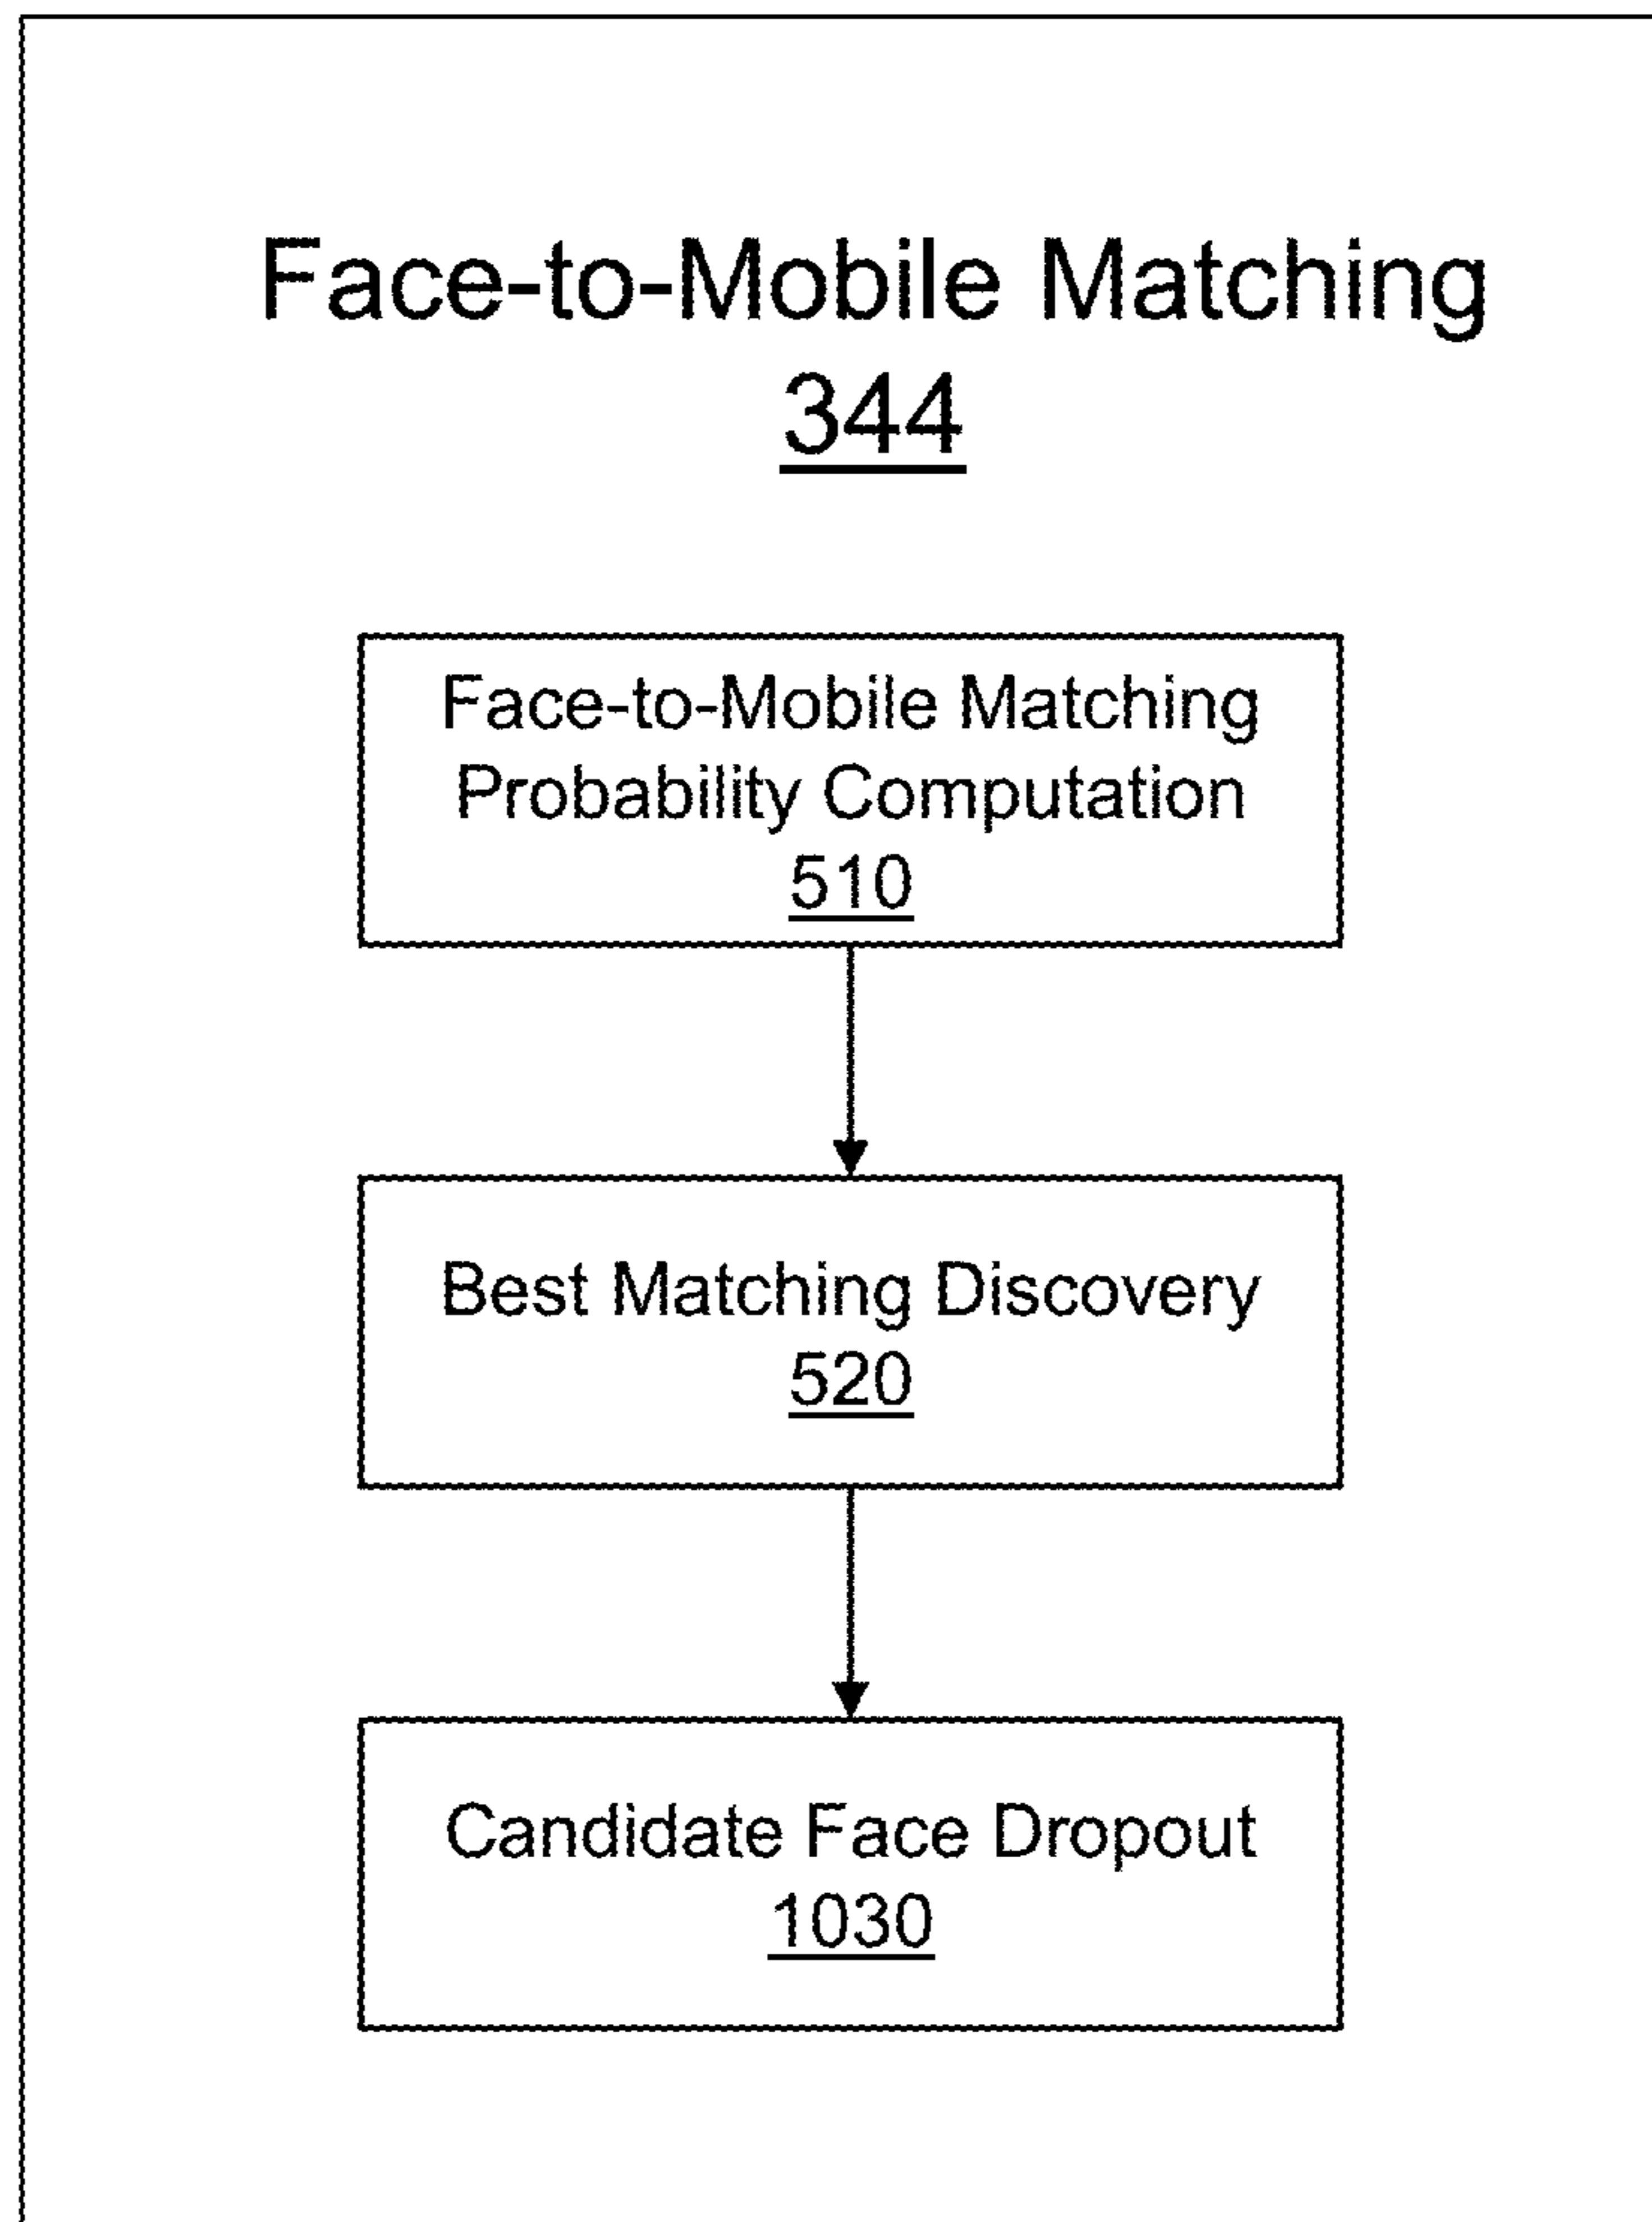 Face-to-Mobile Matching
344
Face-to-Mobile Matching
Probability Computation
510
Best Matching Discovery
520
Candidate Face Dropout
1030